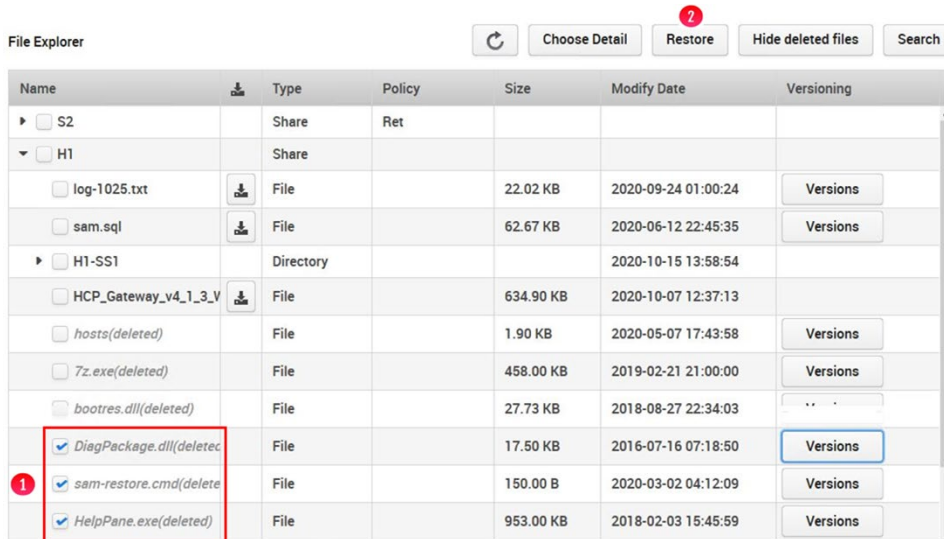 2
File Explorer Choose Detail Restore Hide deleted files Search
Name Type Policy Size Modify Date Versioning
S2 Share Ret
H1 Share
log-1025.txt File 22.02 KB 2020-09-24 01:00:24 Versions
sam.sql File 62.67 KB 2020-06-12 22:45:35 Versions
H1-SS1 Directory 2020-10-15 13:58:54
HCP_Gateway_v4_1_3_V File 634.90 KB 2020-10-07 12:37:13
hosts(deleted) File 1.90 KB 2020-05-07 17:43:58 Versions
7z.exe(deleted) File 458.00 KB 2019-02-21 21:00:00 Versions
bootres.dll(deleted) File 27.73 KB 2018-08-27 22:34:03
DiagPackage.dll(deleted File 17.50 KB 2016-07-16 07:18:50 Versions
1 sam-restore.cmd(delete File 150.00 B 2020-03-02 04:12:09 Versions
HelpPane.exe(deleted) File 953.00 KB 2018-02-03 15:45:59 Versions